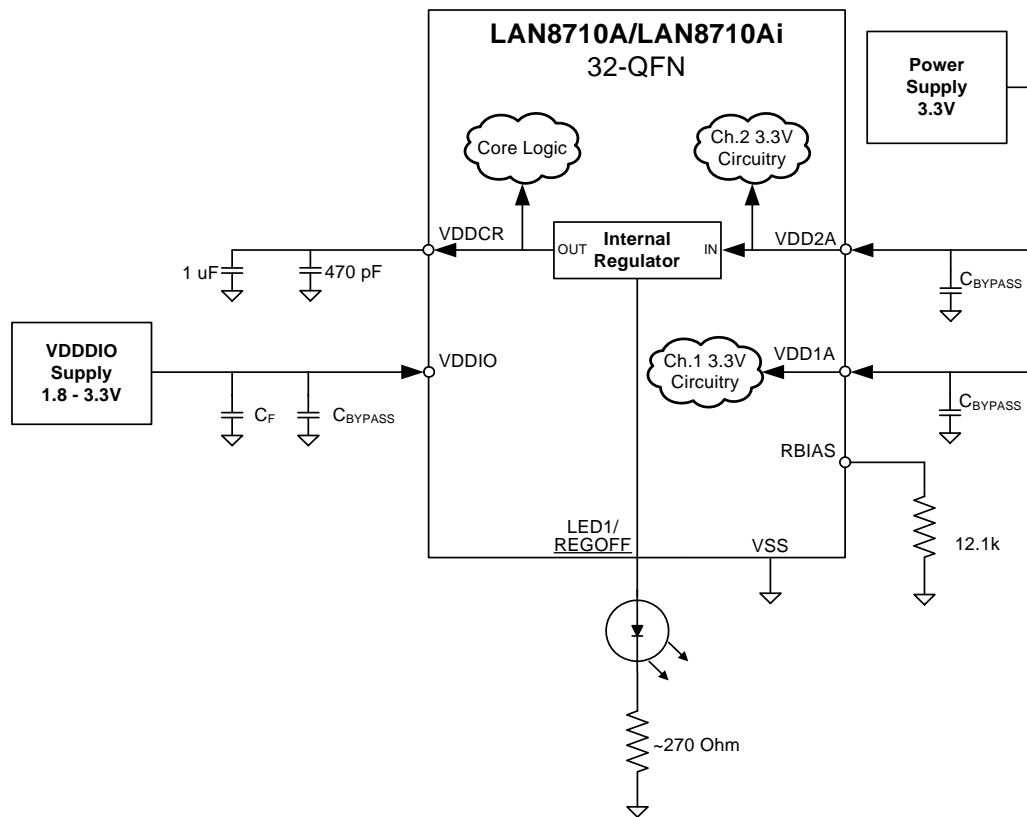 LAN8710A/LAN8710Ai
32-QFN
Power
Supply
3.3V
Core Logic
Ch.2 3.3V
Circuitry
VDDCR
OUT
Internal
Regulator
IN
VDD2A
1 uF
470 pF
CBYPASS
VDDDIO
Supply
1.8 - 3.3V
VDDIO
CF
CBYPASS
Ch.1 3.3V
Circuitry
VDD1A
CBYPASS
RBIAS
12.1k
LED1/
REGOFF
VSS
~270 Ohm